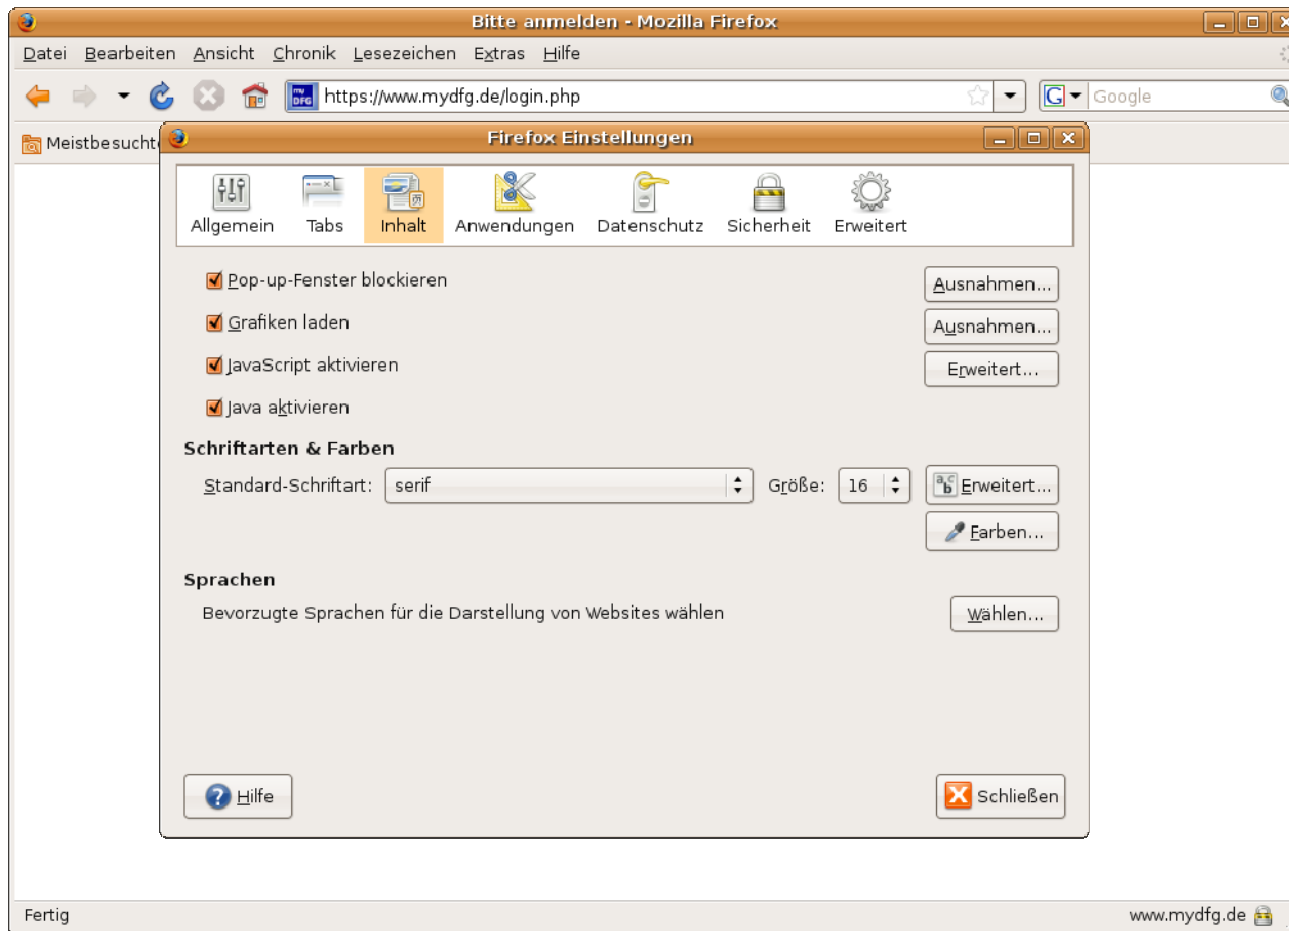 Bitte anmelden - Mozilla Firefox
Datei Bearbeiten Ansicht Chronik Lesezeichen Extras Hilfe
my DFG https://www.mydfg.de/login.php G Google
Meistbesucht
Firefox Einstellungen
Allgemein Tabs Inhalt Anwendungen Datenschutz Sicherheit Erweitert
Pop-up-Fenster blockieren Ausnahmen...
Grafiken laden Ausnahmen...
JavaScript aktivieren Erweitert...
Java aktivieren
Schriftarten & Farben
Standard-Schriftart: serif Größe: 16 Erweitert...
Farben...
Sprachen
Bevorzugte Sprachen für die Darstellung von Websites wählen Wählen...
Hilfe Schließen
Fertig www.mydfg.de